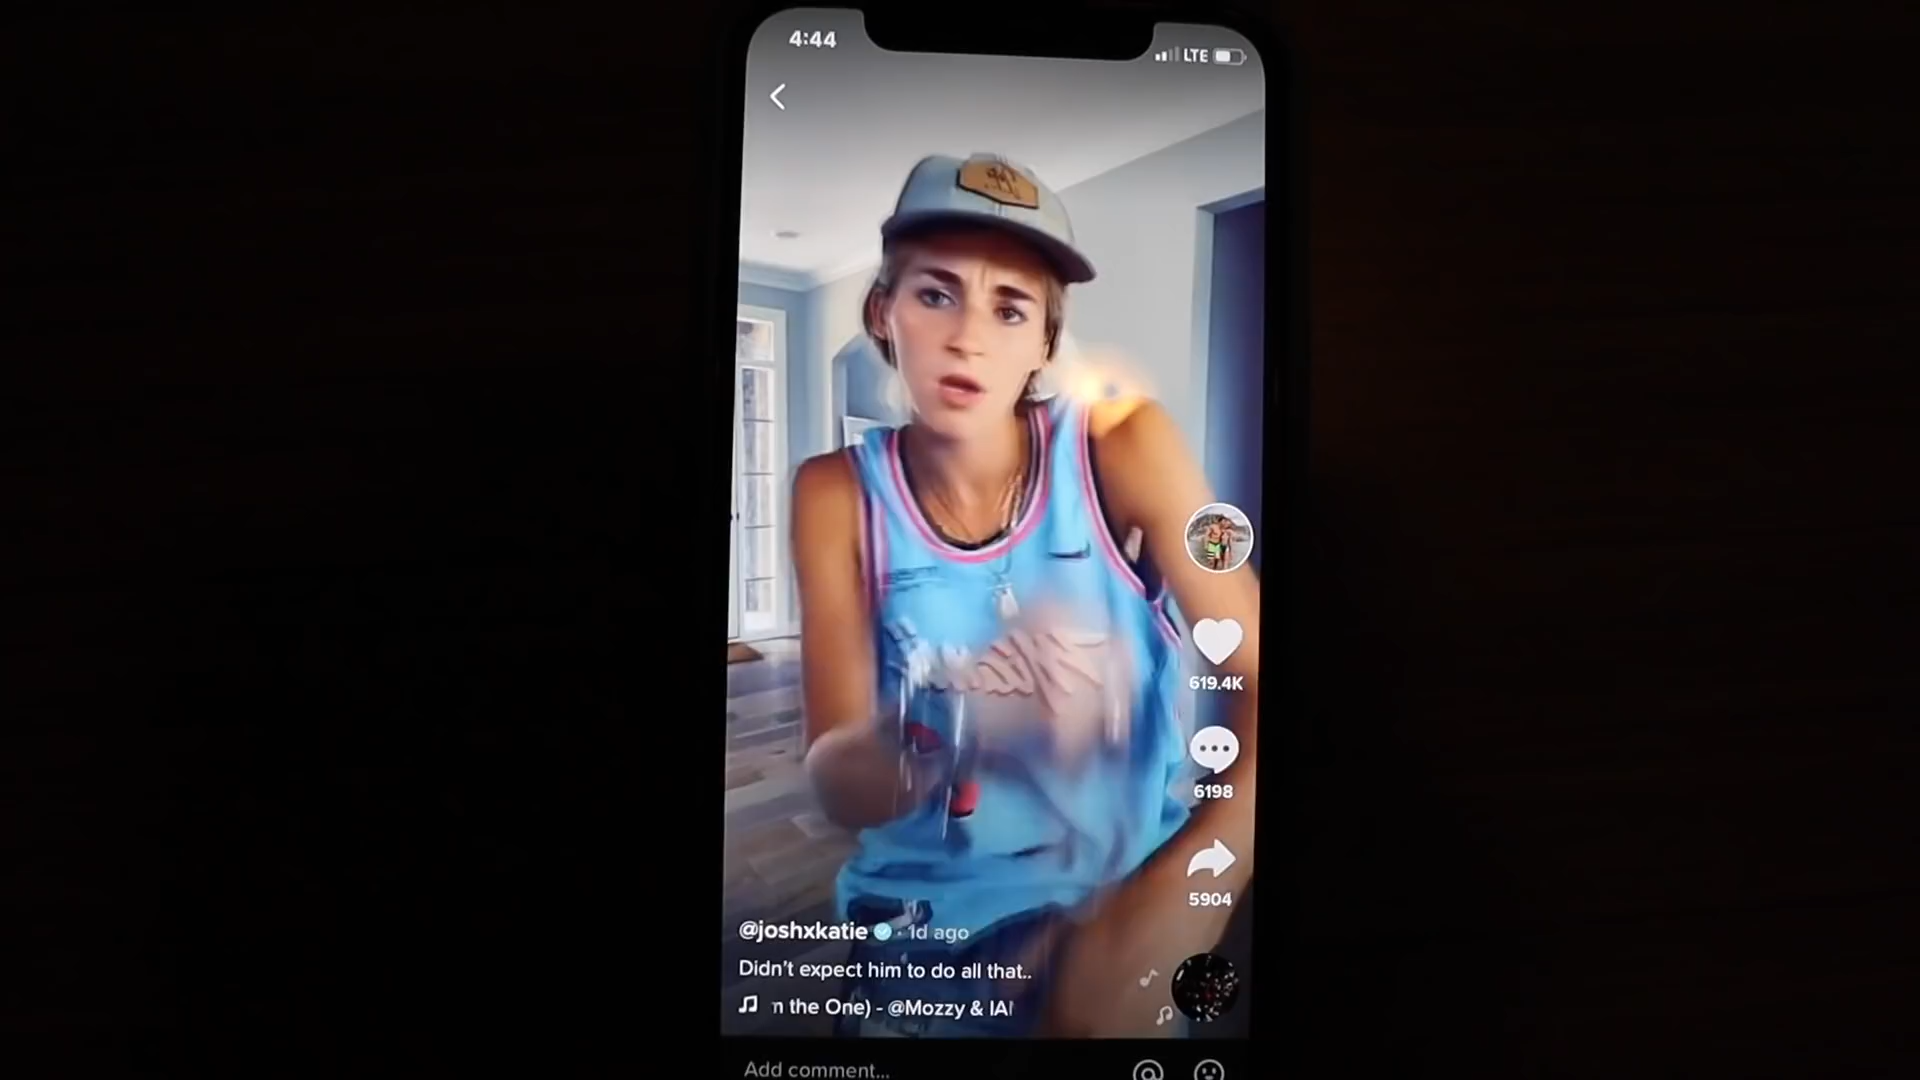 4:44
LTE
619.4K
6198
5904
@joshxkatie · 1d ago
Didn't expect him to do all that..
n the One) - @Mozzy & IA
Add comment...